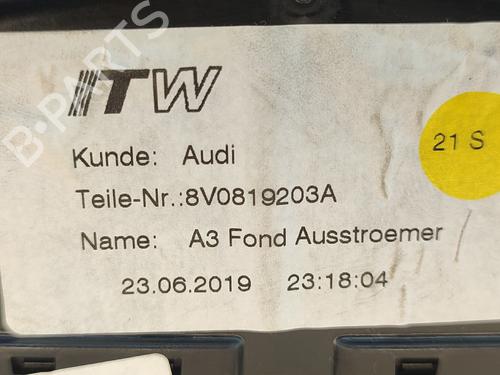 B-PARTS
ITW
Kunde: Audi
21 S
Teile-Nr.:8V0819203A
Name: A3 Fond Ausstroemer
23.06.2019 23:18:04